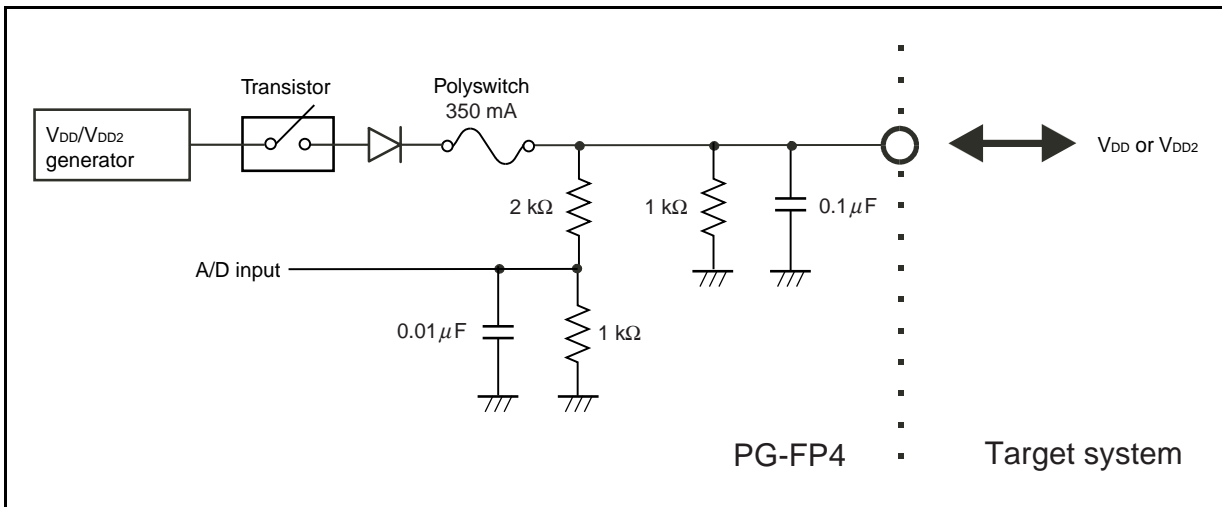 Transistor
Polyswitch
350 mA
VDD/VDD2
generator
VDD or VDD2
2 kΩ
1 kΩ
0.1 μF
A/D input
0.01 μF
1 kΩ
PG-FP4
Target system